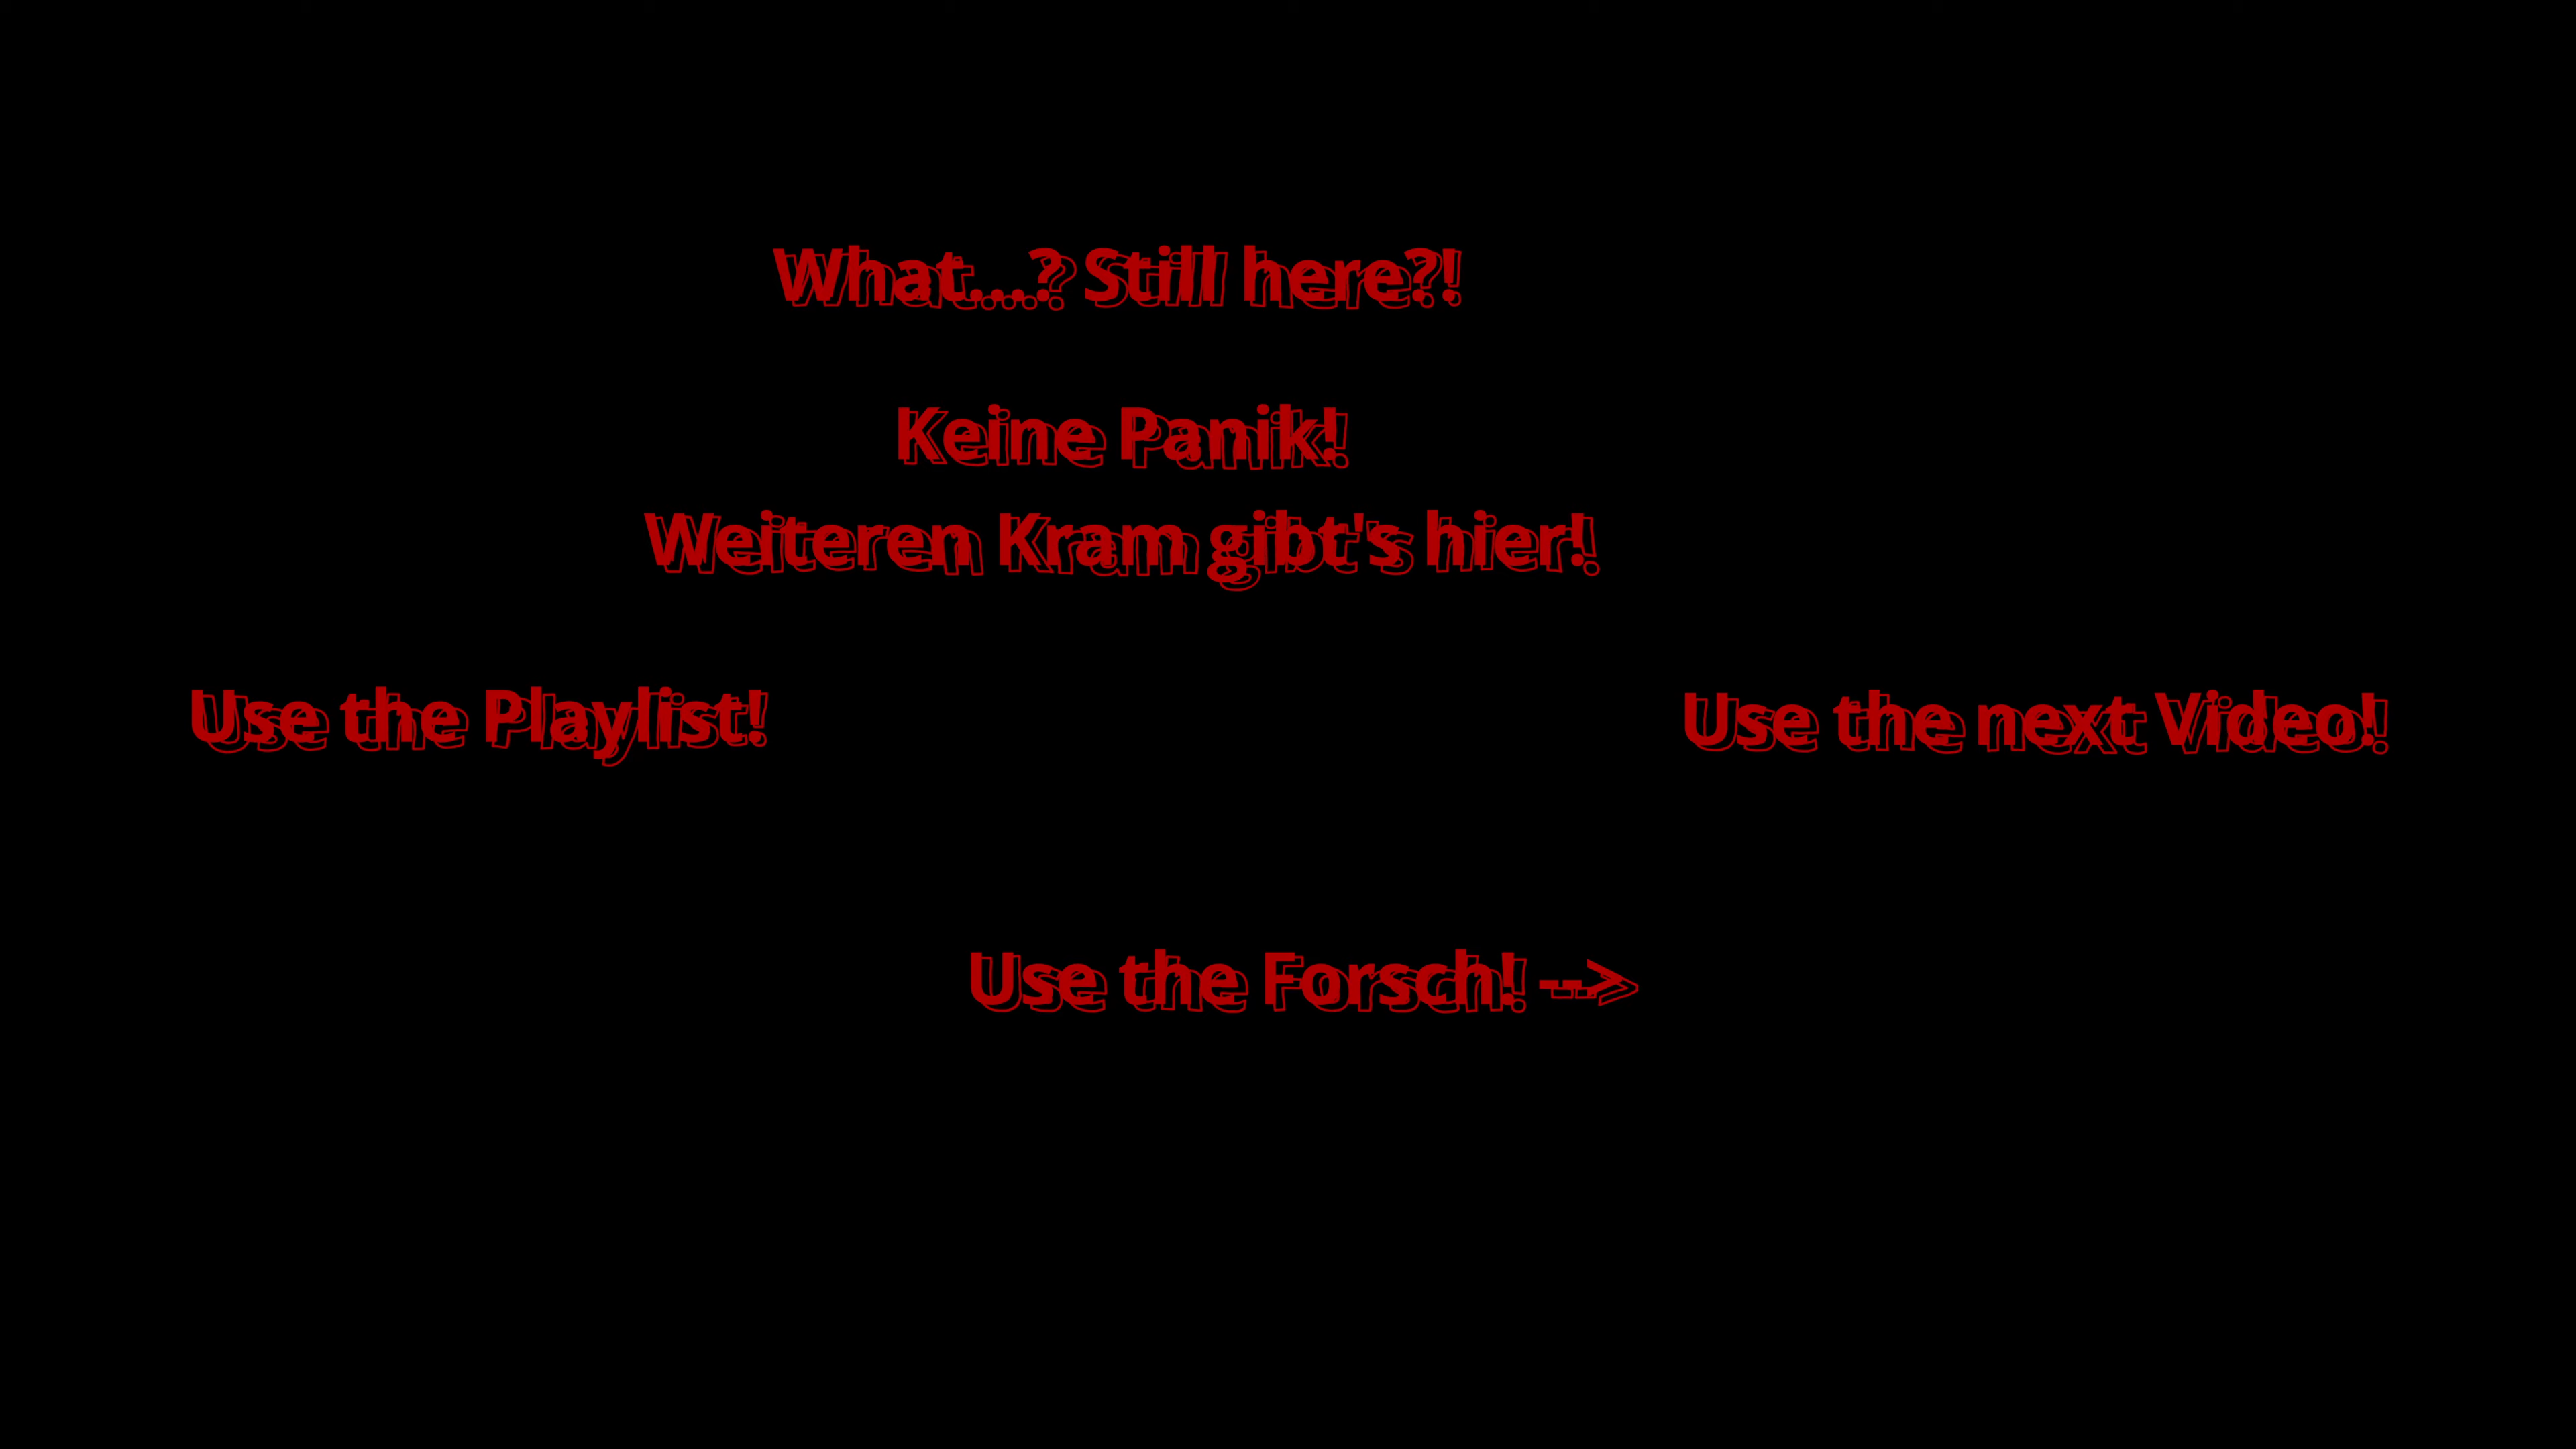 What...? Still here?!
Keine Panik!
Weiteren Kram gibt's hier!
Use the Playlist!
Use the next Video!
Use the Forsch! -->